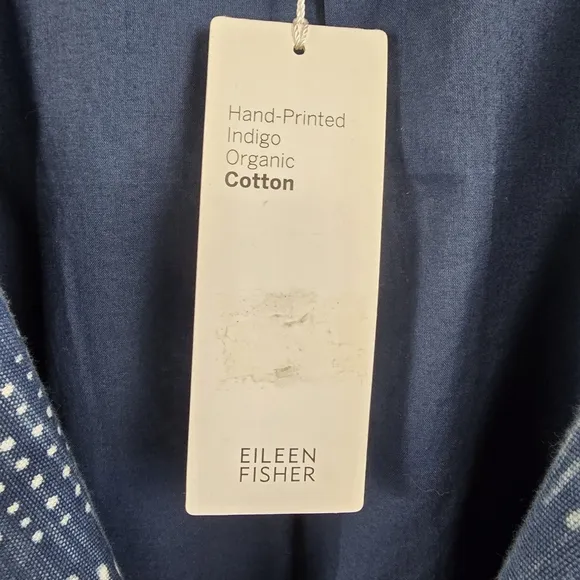 Hand-Printed
Indigo
Organic
Cotton
EILEEN
FISHER